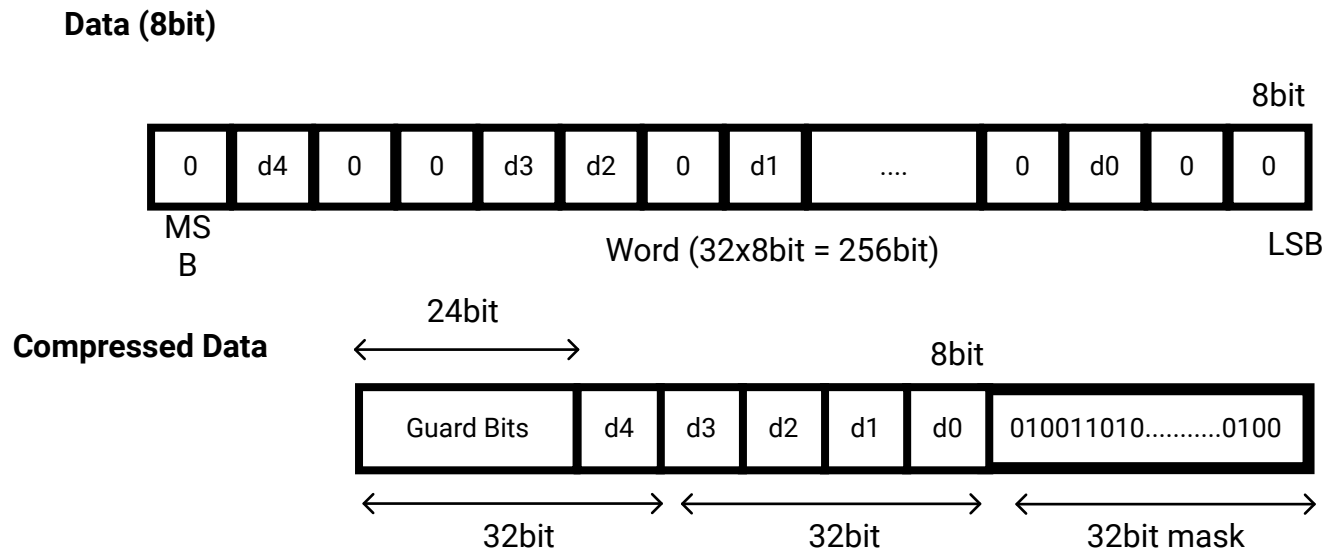 Data (8bit)
8bit
0 d4 0 0 d3 d2 0 d1 .... 0 d0 0 0
MS
B
Word (32x8bit = 256bit)
LSB
24bit
Compressed Data
8bit
Guard Bits d4 d3 d2 d1 d0 010011010...........0100
32bit 32bit 32bit mask